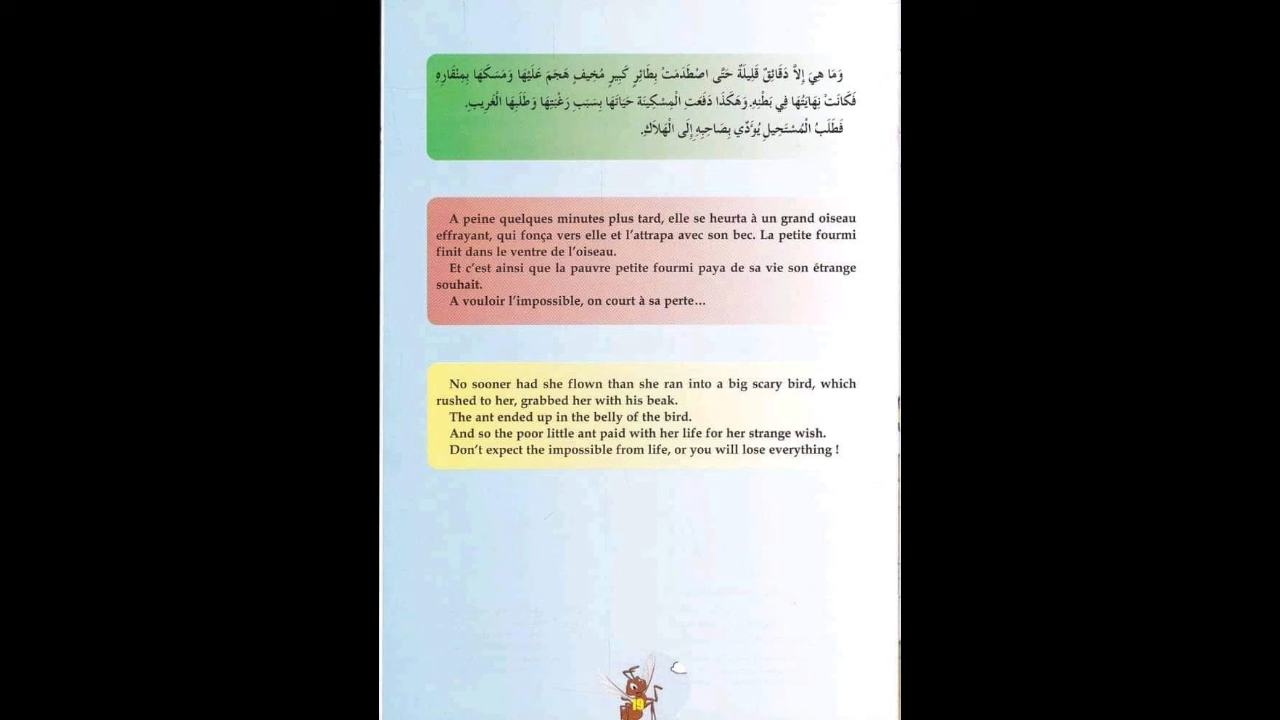 وَمَا هِيَ إِلاَّ دَقَائِقُ قَلِيلَةٌ حَتَّى اصْطَدَمَتْ بِطَائِرٍ كَبِيرٍ مُخِيفٍ هَجَمَ عَلَيْهَا وَمَسَكَهَا بِمِنْقَارِهِ
فَكَانَتْ نِهَايَتُهَا فِي بَطْنِهِ. وَهَكَذَا دَفَعَتِ الْمِسْكِينَة حَيَاتَهَا بِسَبَبِ رَغْبَتِهَا وَطَلَبِهَا الْغَرِيبِ.
فَطَلَبُ الْمُسْتَحِيلِ يُؤَدِّي بِصَاحِبِهِ إِلَى الْهَلاَكِ.
A peine quelques minutes plus tard, elle se heurta à un grand oiseau
effrayant, qui fonça vers elle et l'attrapa avec son bec. La petite fourmi
finit dans le ventre de l'oiseau.
Et c'est ainsi que la pauvre petite fourmi paya de sa vie son étrange
souhait.
A vouloir l'impossible, on court à sa perte...
No sooner had she flown than she ran into a big scary bird, which
rushed to her, grabbed her with his beak.
The ant ended up in the belly of the bird.
And so the poor little ant paid with her life for her strange wish.
Don't expect the impossible from life, or you will lose everything !
19